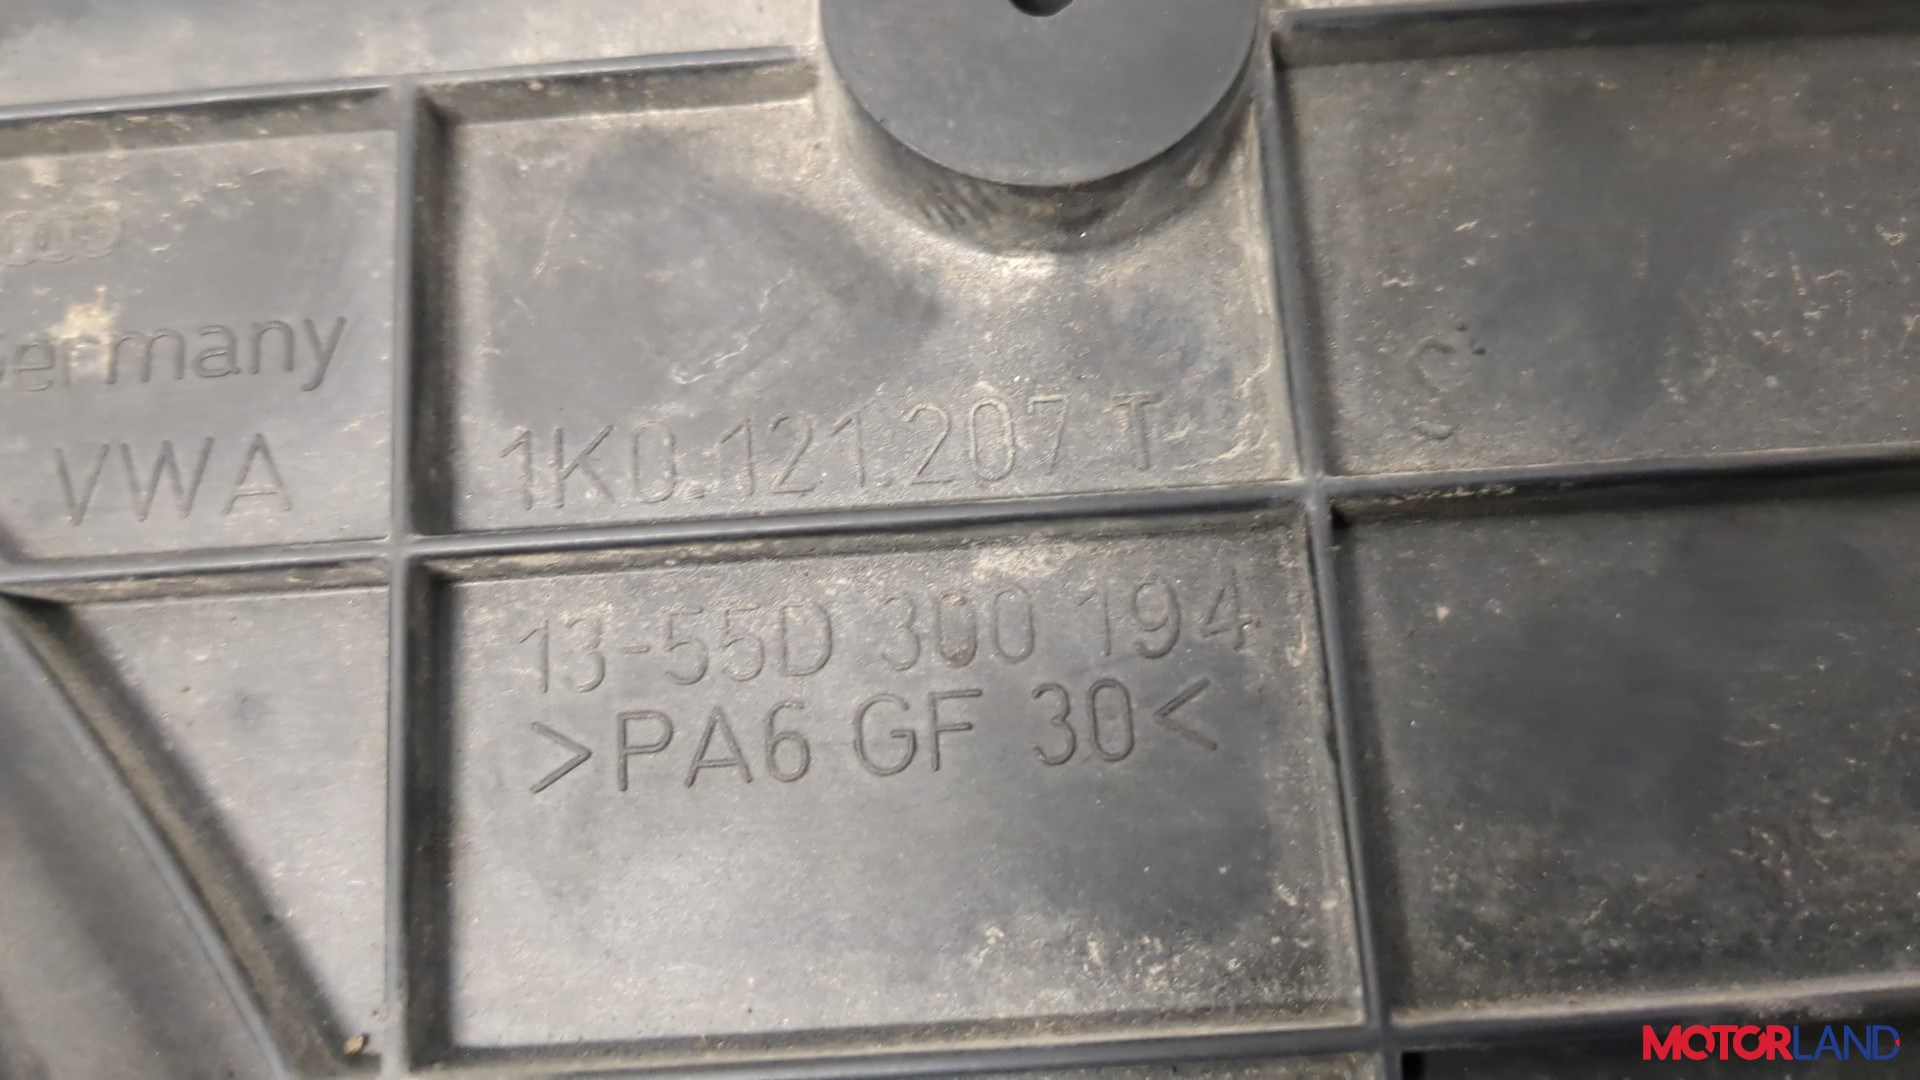 Germany
VWA
1K0.121.207 T
S
13-55D 300 194
>PA6 GF 30<
MOTORLAND